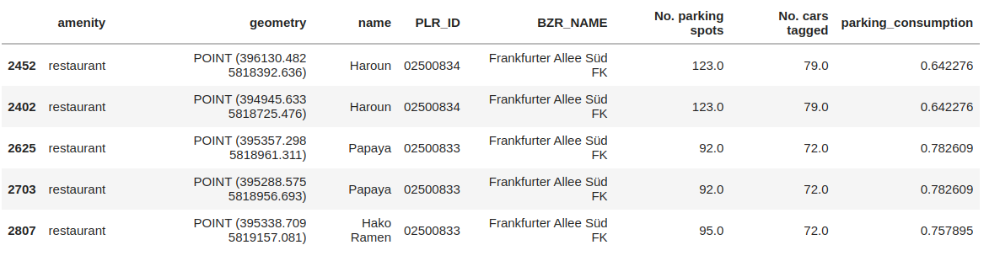 amenity geometry name PLR_ID BZR_NAME No. parking spots No. cars tagged parking_consumption
2452 restaurant POINT (396130.482 5818392.636) Haroun 02500834 Frankfurter Allee Süd FK 123.0 79.0 0.642276
2402 restaurant POINT (394945.633 5818725.476) Haroun 02500834 Frankfurter Allee Süd FK 123.0 79.0 0.642276
2625 restaurant POINT (395357.298 5818961.311) Papaya 02500833 Frankfurter Allee Süd FK 92.0 72.0 0.782609
2703 restaurant POINT (395288.575 5818956.693) Papaya 02500833 Frankfurter Allee Süd FK 92.0 72.0 0.782609
2807 restaurant POINT (395338.709 5819157.081) Hako Ramen 02500833 Frankfurter Allee Süd FK 95.0 72.0 0.757895